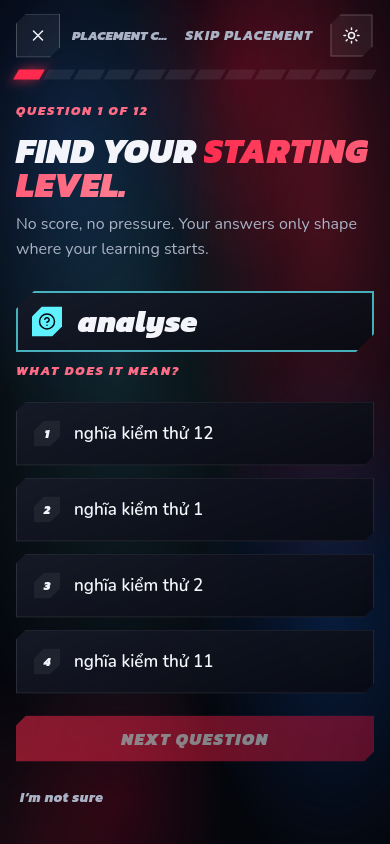 PLACEMENT C... SKIP PLACEMENT
QUESTION 1 OF 12
FIND YOUR STARTING
LEVEL.
No score, no pressure. Your answers only shape
where your learning starts.
analyse
WHAT DOES IT MEAN?
1 nghĩa kiểm thử 12
2 nghĩa kiểm thử 1
3 nghĩa kiểm thử 2
4 nghĩa kiểm thử 11
NEXT QUESTION
I'm not sure